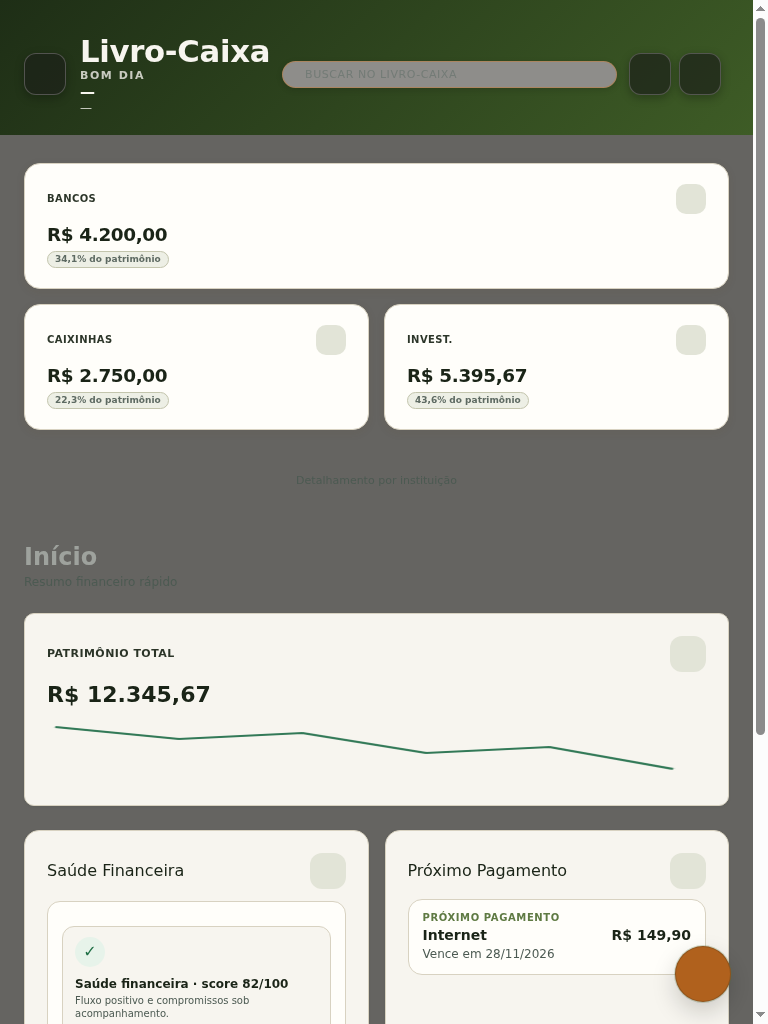 Livro-Caixa
BOM DIA
—
—
BUSCAR NO LIVRO-CAIXA
BANCOS
R$ 4.200,00
34,1% do patrimônio
CAIXINHAS
R$ 2.750,00
22,3% do patrimônio
INVEST.
R$ 5.395,67
43,6% do patrimônio
Detalhamento por instituição
Início
Resumo financeiro rápido
PATRIMÔNIO TOTAL
R$ 12.345,67
Saúde Financeira
✓
Saúde financeira · score 82/100
Fluxo positivo e compromissos sob
acompanhamento.
Próximo Pagamento
PRÓXIMO PAGAMENTO
Internet R$ 149,90
Vence em 28/11/2026